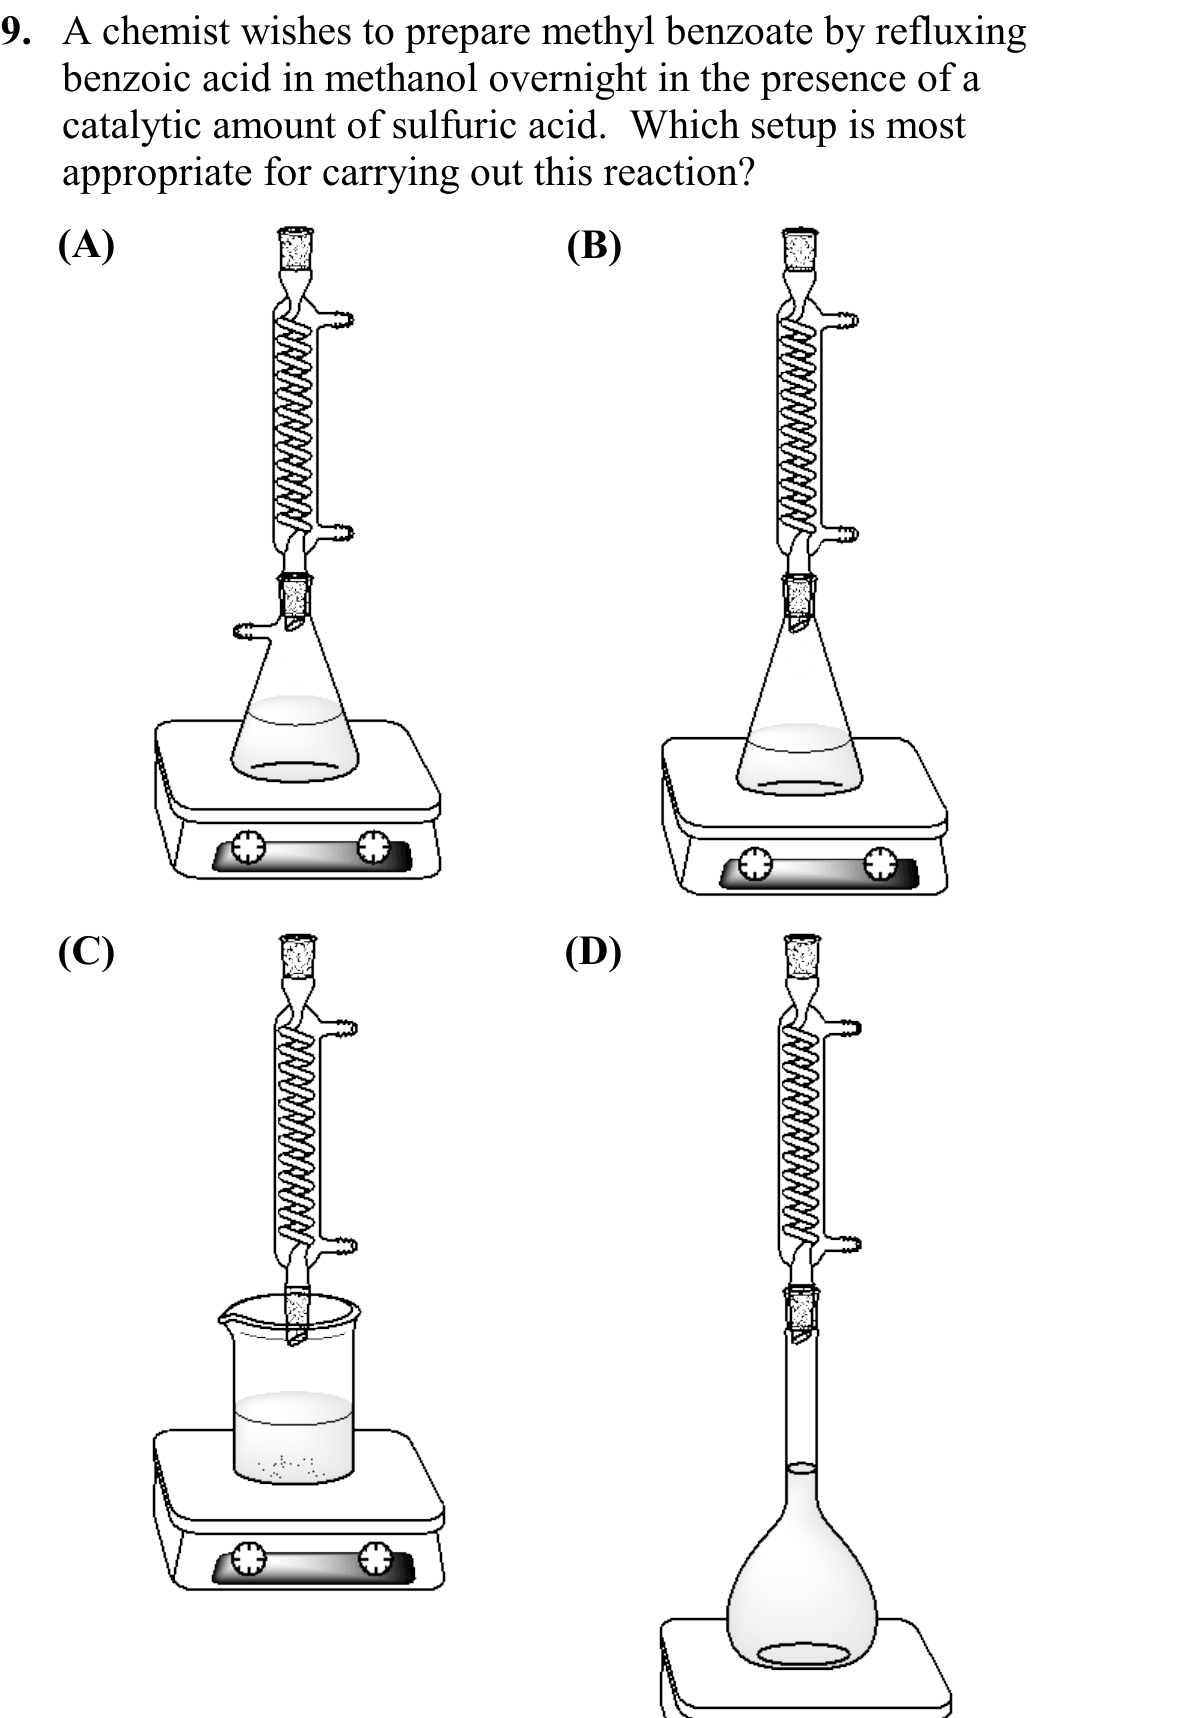 9. A chemist wishes to prepare methyl benzoate by refluxing
benzoic acid in methanol overnight in the presence of a
catalytic amount of sulfuric acid. Which setup is most
appropriate for carrying out this reaction?
(A)
(B)
(C)
(D)